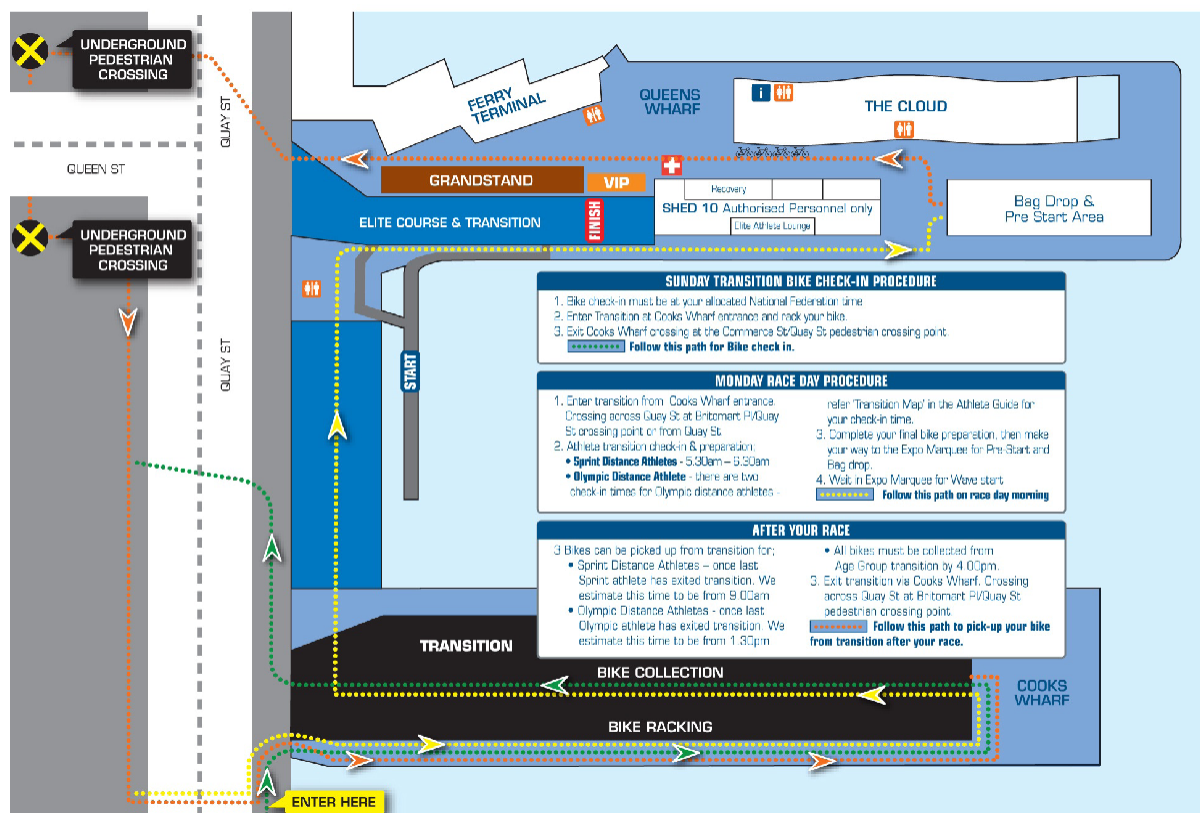 UNDERGROUND
PEDESTRIAN
CROSSING
QUAY ST
QUEEN ST
UNDERGROUND
PEDESTRIAN
CROSSING
QUAY ST
FERRY
TERMINAL
QUEENS
WHARF
i
THE CLOUD
GRANDSTAND
VIP
FINISH
ELITE COURSE & TRANSITION
Recovery
SHED 10 Authorised Personnel only
Elite Athlete Lounge
Bag Drop &
Pre Start Area
START
SUNDAY TRANSITION BIKE CHECK-IN PROCEDURE
1. Bike check-in must be at your allocated National Federation time
2. Enter Transition at Cooks Wharf entrance and rack your bike.
3. Exit Cooks Wharf crossing at the Commerce St/Quay St pedestrian crossing point.
Follow this path for Bike check in.
MONDAY RACE DAY PROCEDURE
1. Enter transition from Cooks Wharf entrance.
Crossing across Quay St at Britomart Pl/Quay
St crossing point or from Quay St
2. Athlete transition check-in & preparation;
• Sprint Distance Athletes - 5.30am – 6.30am
• Olympic Distance Athlete - there are two
check-in times for Olympic distance athletes -
refer 'Transition Map' in the Athlete Guide for
your check-in time.
3. Complete your final bike preparation, then make
your way to the Expo Marquee for Pre-Start and
Bag drop.
4. Wait in Expo Marquee for Wave start
Follow this path on race day morning
AFTER YOUR RACE
3 Bikes can be picked up from transition for;
• Sprint Distance Athletes – once last
Sprint athlete has exited transition. We
estimate this time to be from 9.00am
• Olympic Distance Athletes - once last
Olympic athlete has exited transition. We
estimate this time to be from 1.30pm
• All bikes must be collected from
Age Group transition by 4.00pm.
3. Exit transition via Cooks Wharf. Crossing
across Quay St at Britomart Pl/Quay St
pedestrian crossing point
Follow this path to pick-up your bike
from transition after your race.
TRANSITION
BIKE COLLECTION
BIKE RACKING
COOKS
WHARF
ENTER HERE